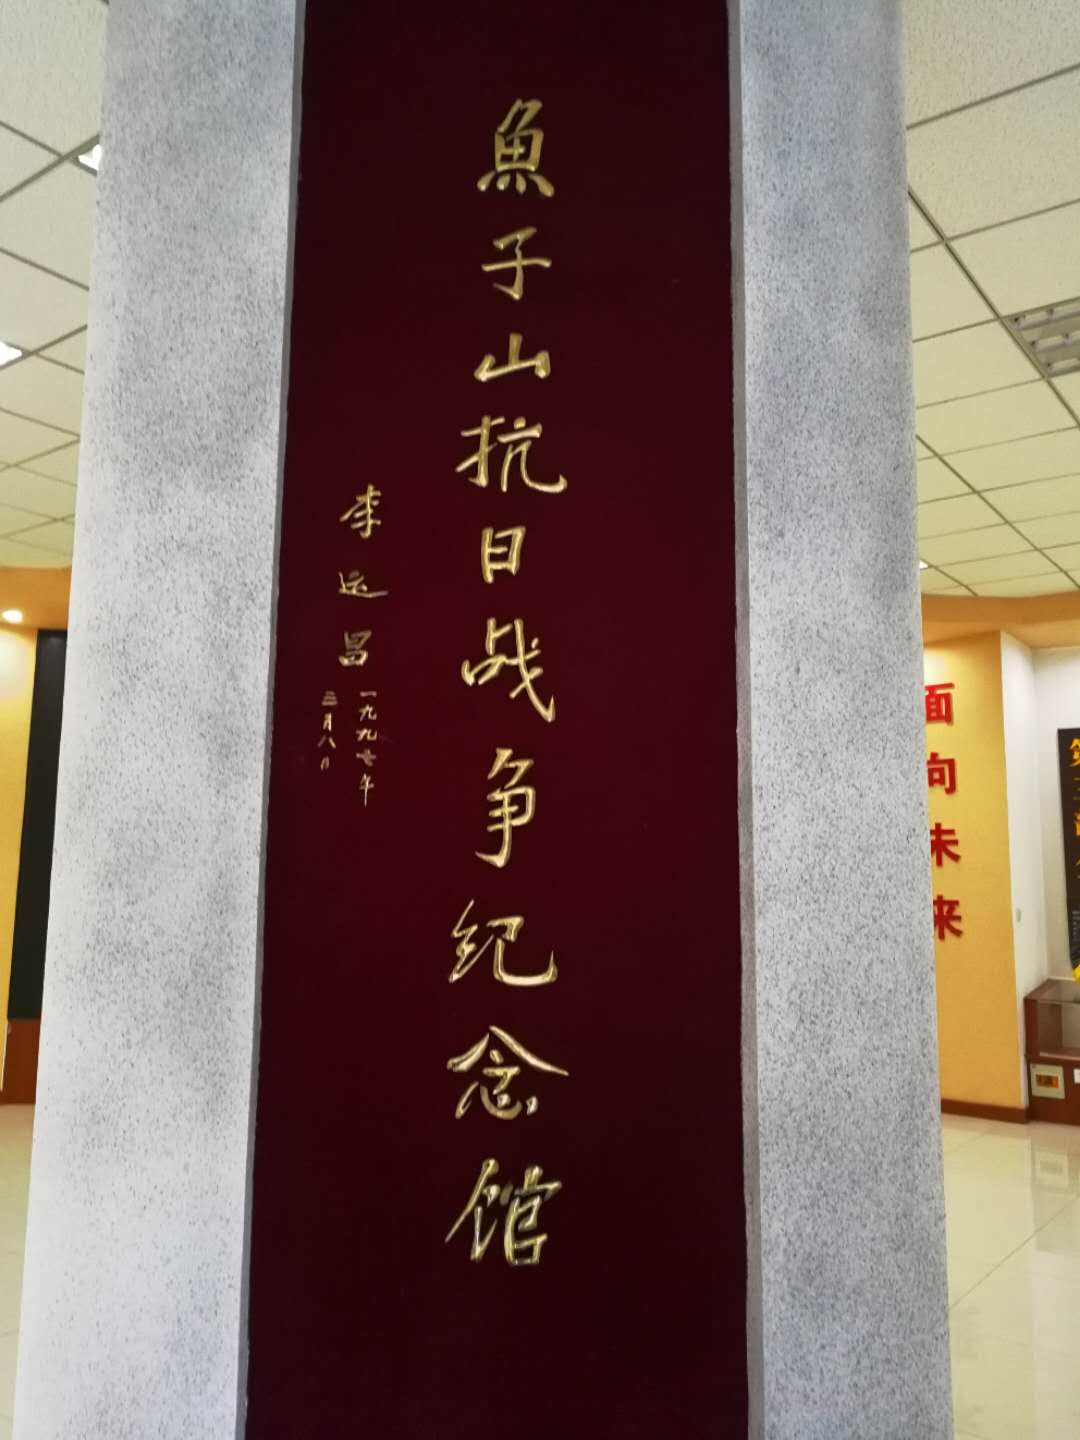 魚子山抗日战争纪念馆
李运昌
一九九七年
三月八日
面向未来